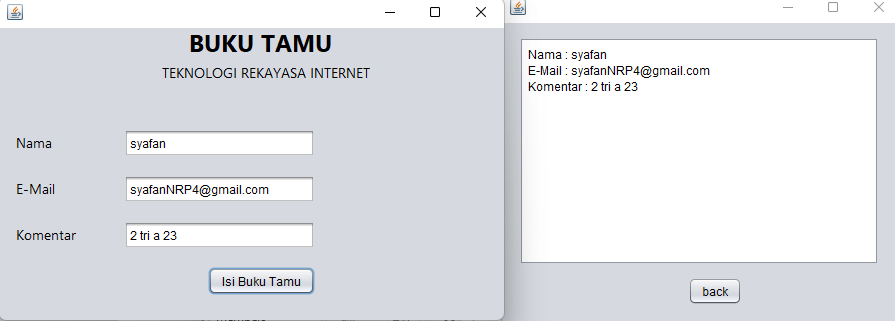 BUKU TAMU
TEKNOLOGI REKAYASA INTERNET
Nama
syafan
E-Mail
syafanNRP4@gmail.com
Komentar
2 tri a 23
Isi Buku Tamu
Nama : syafan
E-Mail : syafanNRP4@gmail.com
Komentar : 2 tri a 23
back